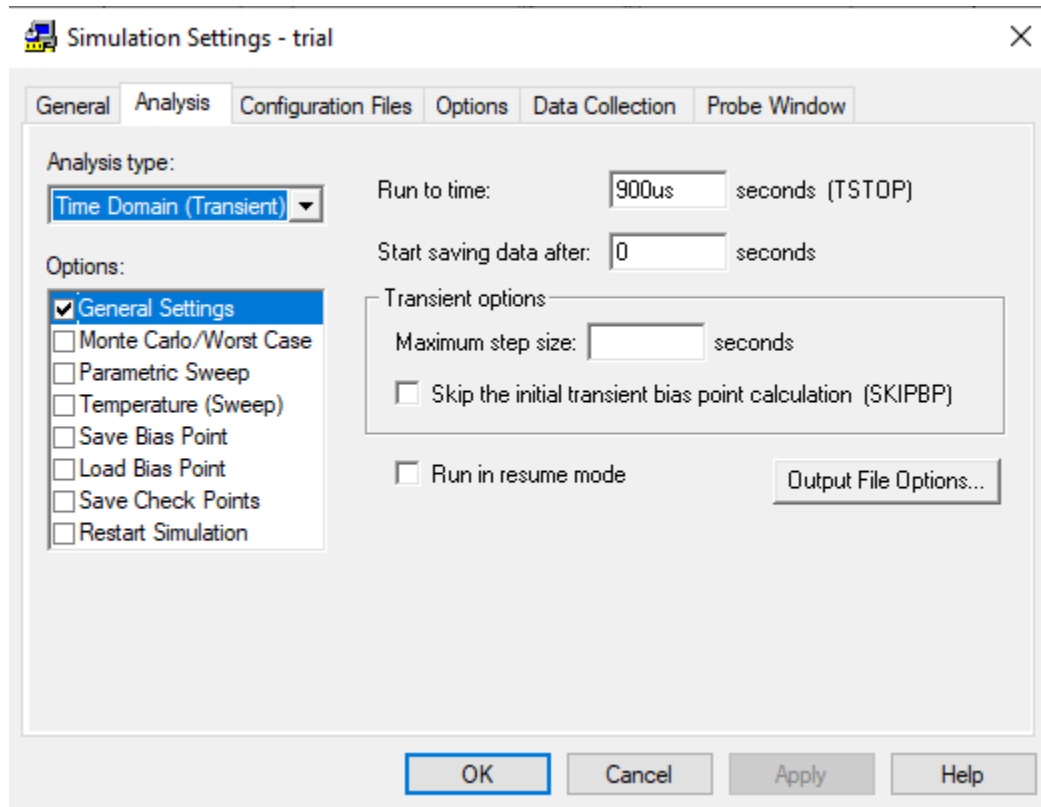 Simulation Settings - trial
General Analysis Configuration Files Options Data Collection Probe Window
Analysis type:
Time Domain (Transient)
Options:
General Settings
Monte Carlo/Worst Case
Parametric Sweep
Temperature (Sweep)
Save Bias Point
Load Bias Point
Save Check Points
Restart Simulation
Run to time: 900us seconds (TSTOP)
Start saving data after: 0 seconds
Transient options
Maximum step size: seconds
Skip the initial transient bias point calculation (SKIPBP)
Run in resume mode
Output File Options...
OK Cancel Apply Help